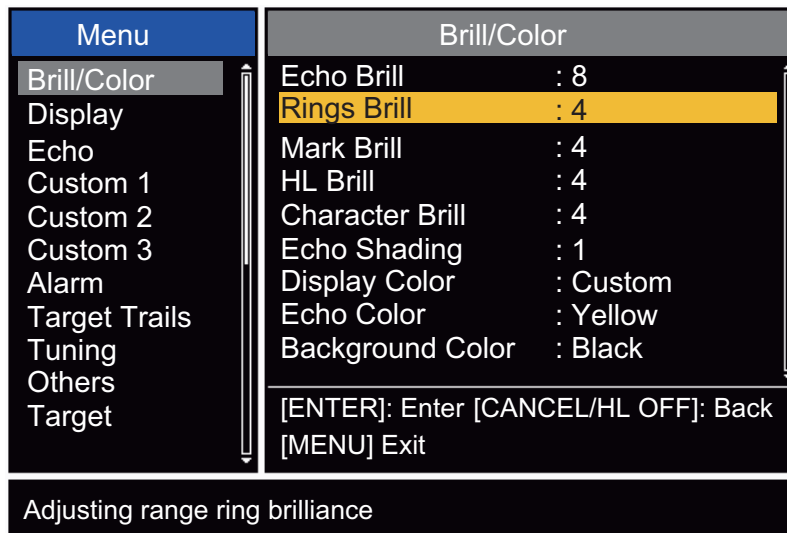 Menu
Brill/Color
Display
Echo
Custom 1
Custom 2
Custom 3
Alarm
Target Trails
Tuning
Others
Target
Brill/Color
Echo Brill : 8
Rings Brill : 4
Mark Brill : 4
HL Brill : 4
Character Brill : 4
Echo Shading : 1
Display Color : Custom
Echo Color : Yellow
Background Color : Black
[ENTER]: Enter [CANCEL/HL OFF]: Back
[MENU] Exit
Adjusting range ring brilliance